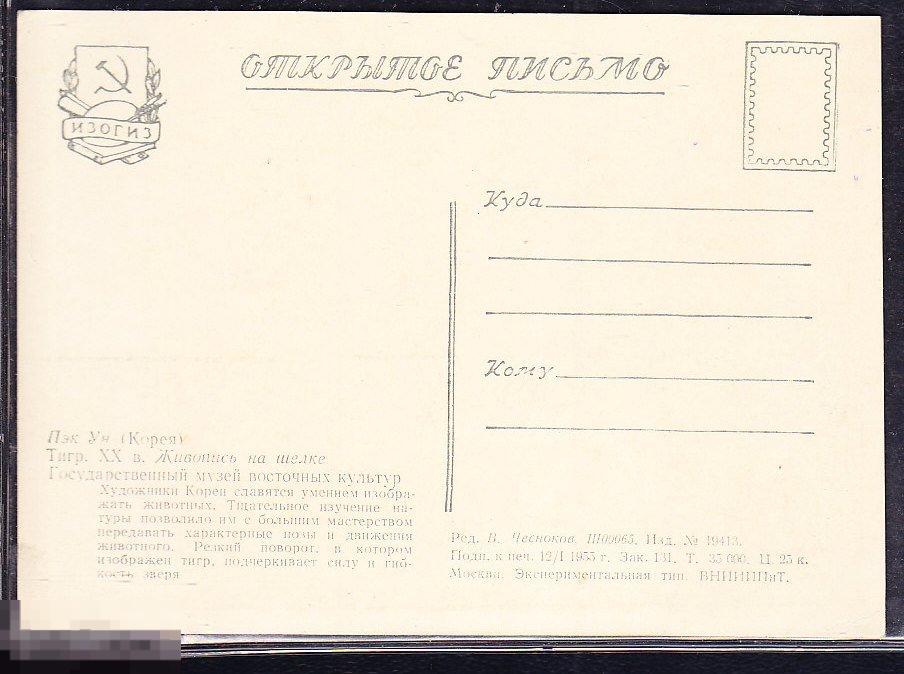 ОТКРЫТОЕ ПИСЬМО
ИЗОГИЗ
Куда
Кому
Пэк Ун (Корея)
Тигр. XX в. Живопись на шелке
Государственный музей восточных культур
Художники Кореи славятся умением изобра-
жать животных. Тщательное изучение на-
туры позволило им с большим мастерством
передавать характерные позы и движения
животного. Резкий поворот, в котором
изображен тигр, подчеркивает силу и гиб-
кость зверя
Ред. В. Чесноков. Ш00065. Изд. № 19413.
Подп. к печ. 12/I 1955 г. Зак. 131. Т. 35 000. Ц. 25 к.
Москва. Экспериментальная тип. ВНИИППиТ.